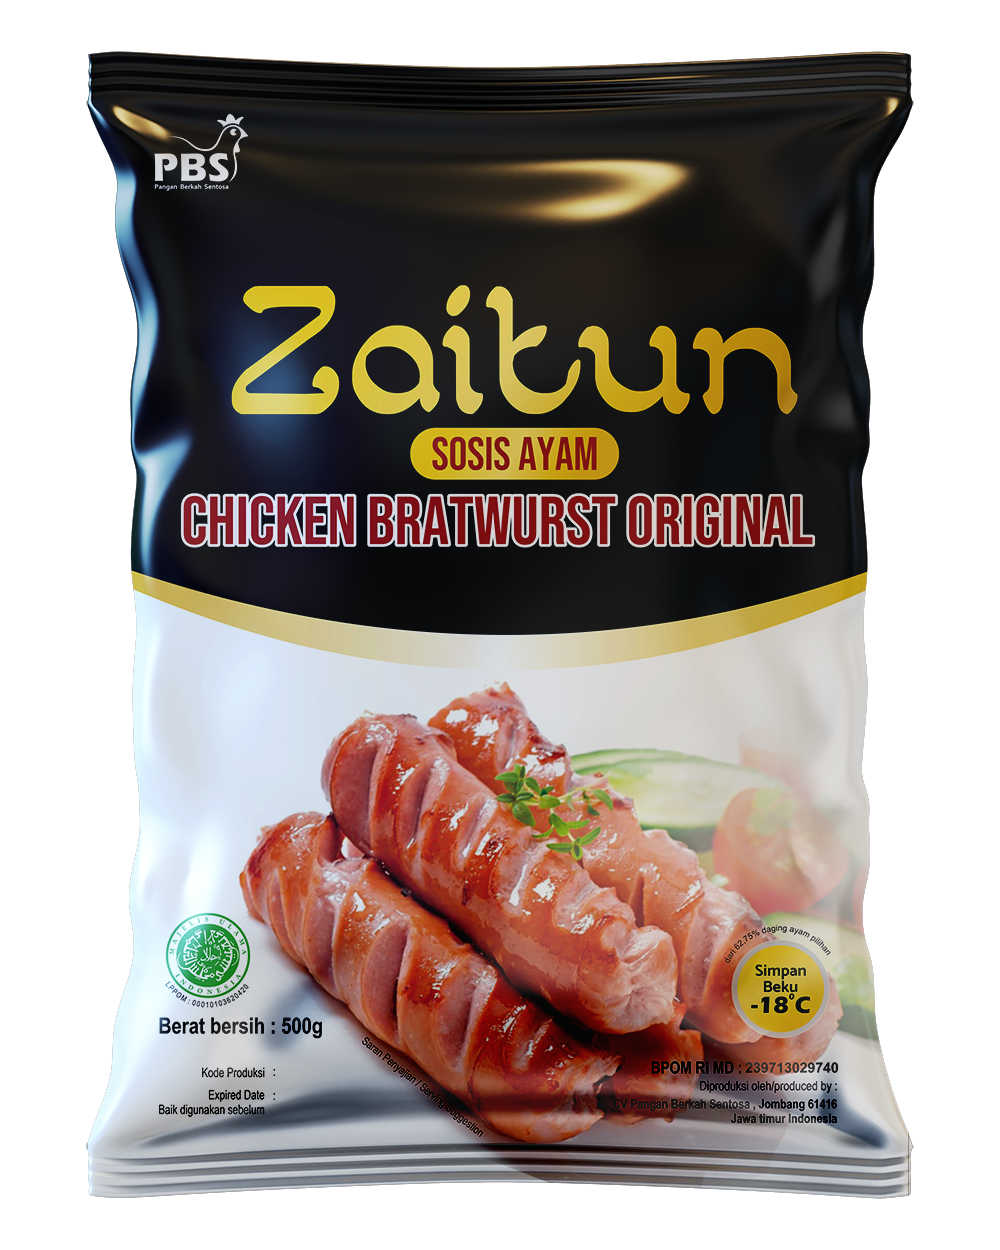 PBS
Pangan Berkah Sentosa
Zaitun
SOSIS AYAM
CHICKEN BRATWURST ORIGINAL
MAJELIS ULAMA
INDONESIA
LPPOM : 00010103620420
Berat bersih : 500g
dari 62,75% daging ayam pilihan
Simpan
Beku
-18°C
Saran Penyajian / Serving Suggestion
Kode Produksi :
Expired Date :
Baik digunakan sebelum
BPOM RI MD : 239713029740
Diproduksi oleh/produced by :
CV Pangan Berkah Sentosa , Jombang 61416
Jawa timur Indonesia